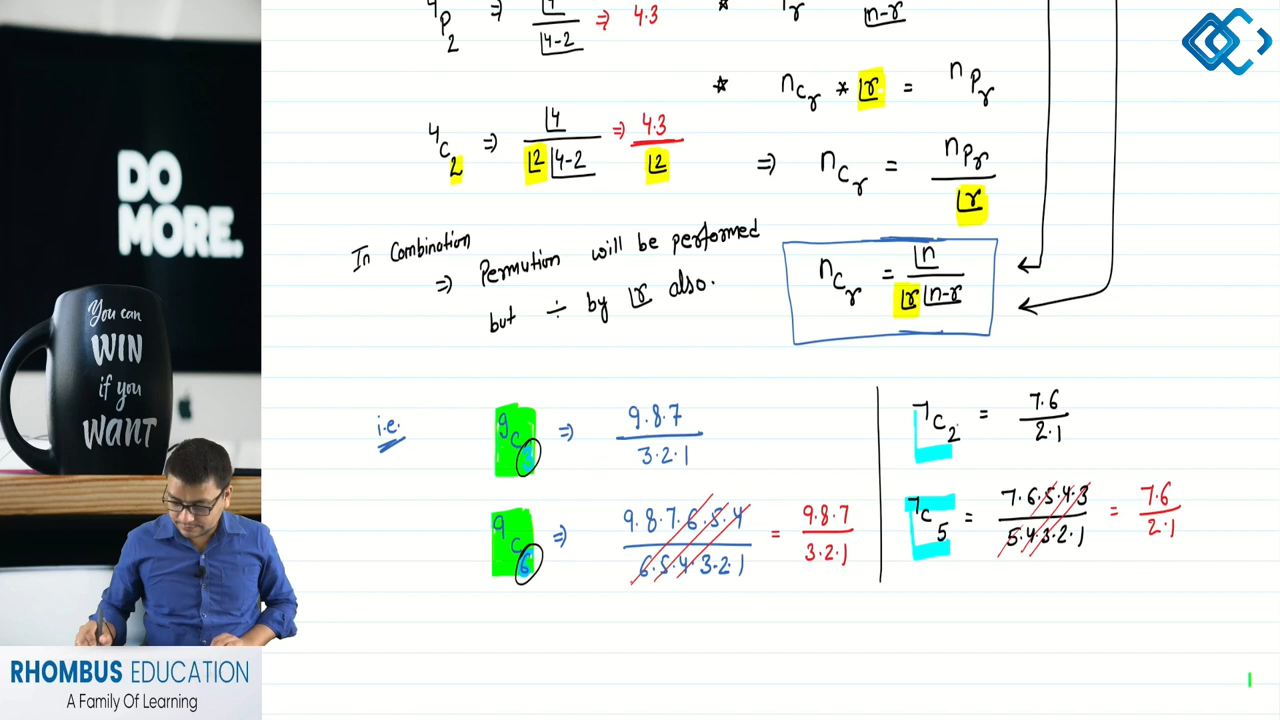 4P2 ⇒ ⌊4 / ⌊4-2 ⇒ 4·3
⌊n-r
* nCr * ⌊r = nPr
4C2 ⇒ ⌊4 / ⌊2 ⌊4-2 ⇒ 4·3 / ⌊2
⇒ nCr = nPr / ⌊r
In Combination
⇒ Permution will be performed
but ÷ by ⌊r also.
nCr = ⌊n / ⌊r ⌊n-r
i.e. 9C3 ⇒ 9·8·7 / 3·2·1
9C6 ⇒ 9·8·7·6·5·4 / 6·5·4·3·2·1 = 9·8·7 / 3·2·1
7C2 = 7·6 / 2·1
7C5 = 7·6·5·4·3 / 5·4·3·2·1 = 7·6 / 2·1
DO
MORE.
You can
WIN
if you
WANT
RHOMBUS EDUCATION
A Family Of Learning